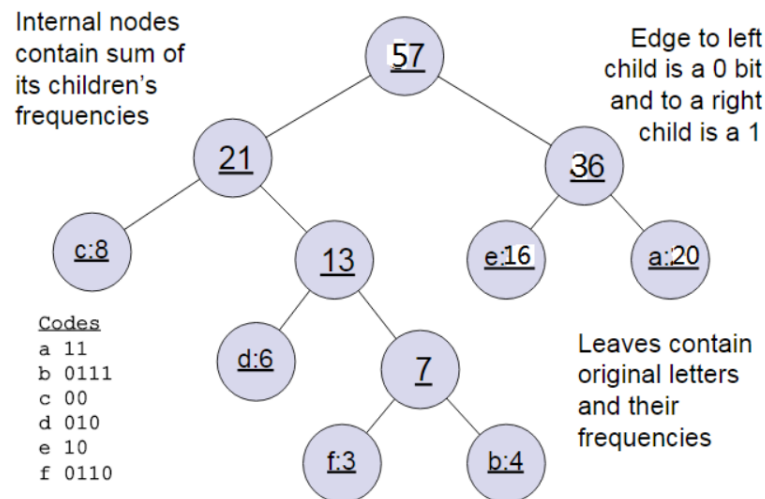 Internal nodes
contain sum of
its children's
frequencies
57
Edge to left
child is a 0 bit
and to a right
child is a 1
21
36
c:8
13
e:16
a:20
Codes
a 11
b 0111
c 00
d 010
e 10
f 0110
d:6
7
Leaves contain
original letters
and their
frequencies
f:3
b:4